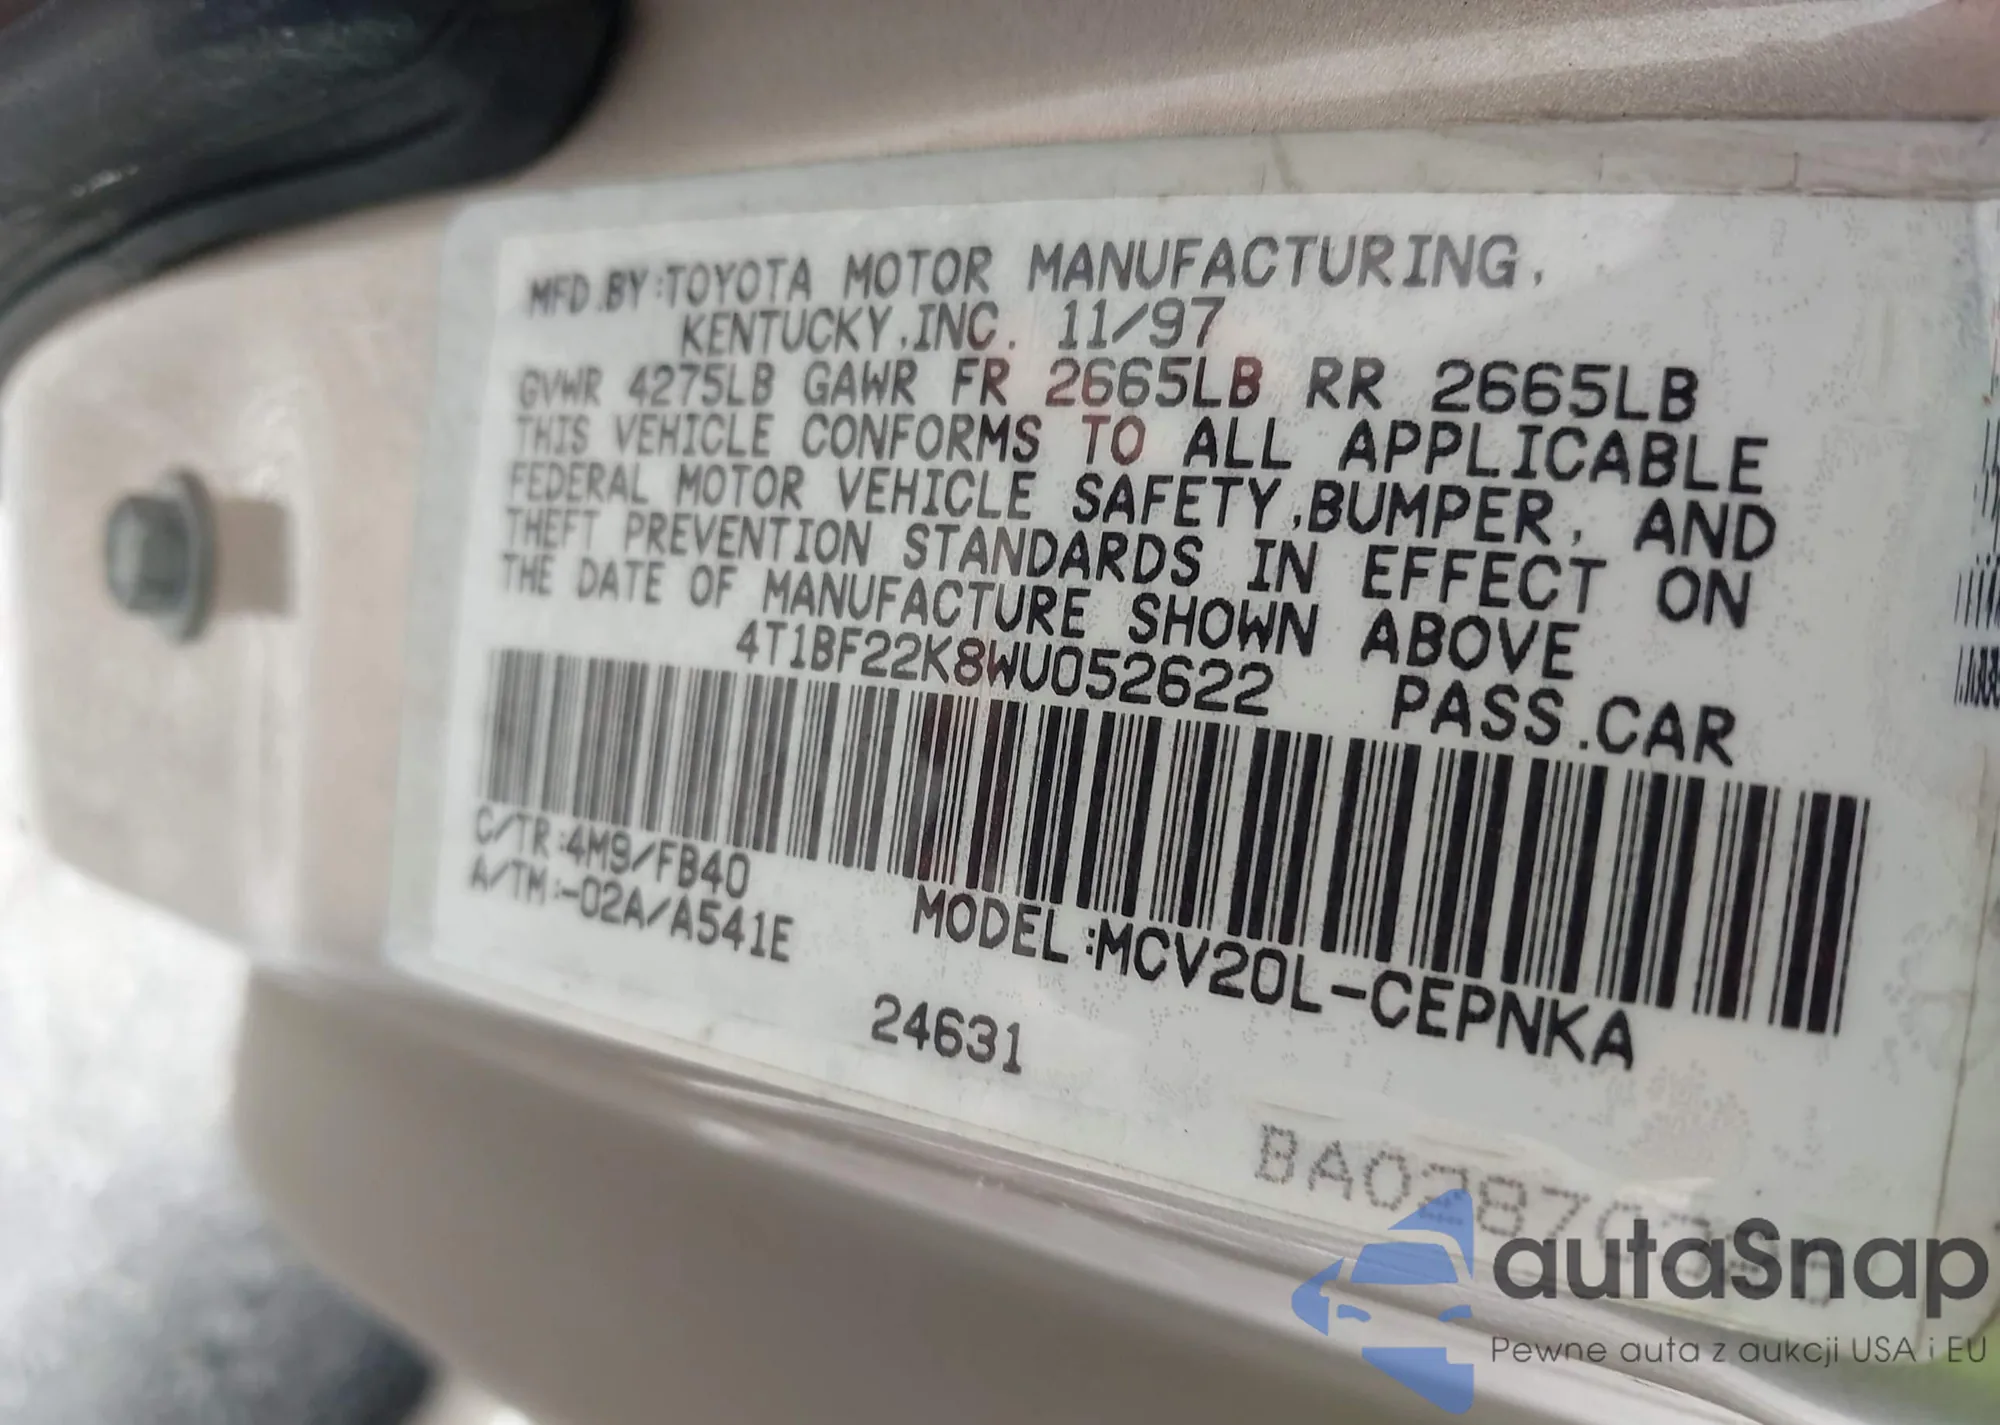 MFD.BY:TOYOTA MOTOR MANUFACTURING,
KENTUCKY,INC. 11/97
GVWR 4275LB GAWR FR 2665LB RR 2665LB
THIS VEHICLE CONFORMS TO ALL APPLICABLE
FEDERAL MOTOR VEHICLE SAFETY,BUMPER, AND
THEFT PREVENTION STANDARDS IN EFFECT ON
THE DATE OF MANUFACTURE SHOWN ABOVE
4T1BF22K8WU052622 PASS.CAR
C/TR:4M9/FB40
A/TM:-02A/A541E
MODEL:MCV20L-CEPNKA
24631
autaSnap
Pewne auta z aukcji USA i EU